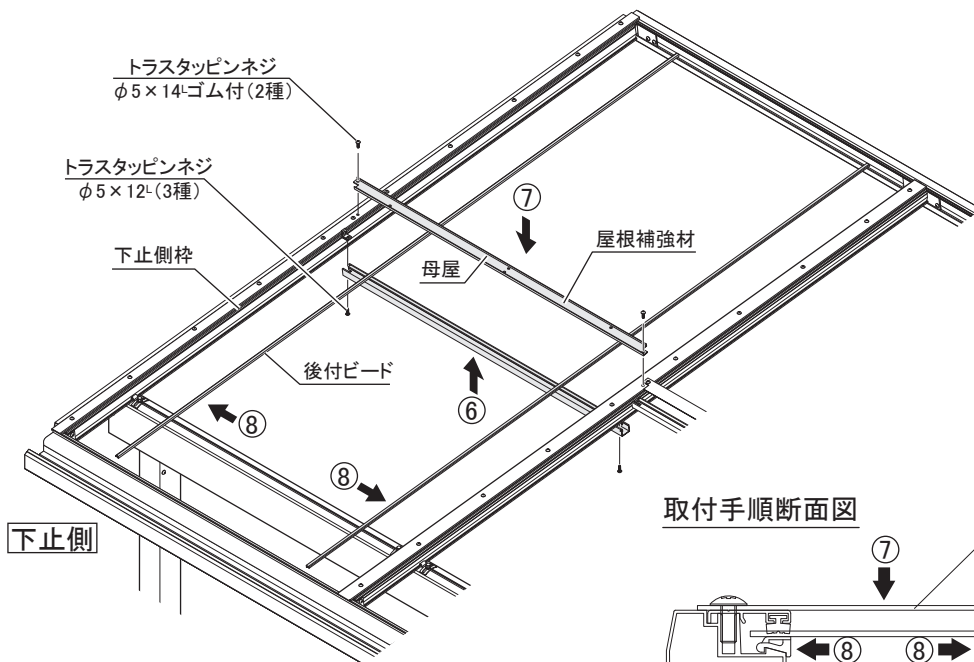 トラスタッピンネジ
φ5×14ᴸゴム付(2種)
トラスタッピンネジ
φ5×12ᴸ(3種)
下止側枠
⑦
屋根補強材
母屋
後付ビード
⑥
⑧
⑧
下止側
取付手順断面図
⑦
⑧
⑧